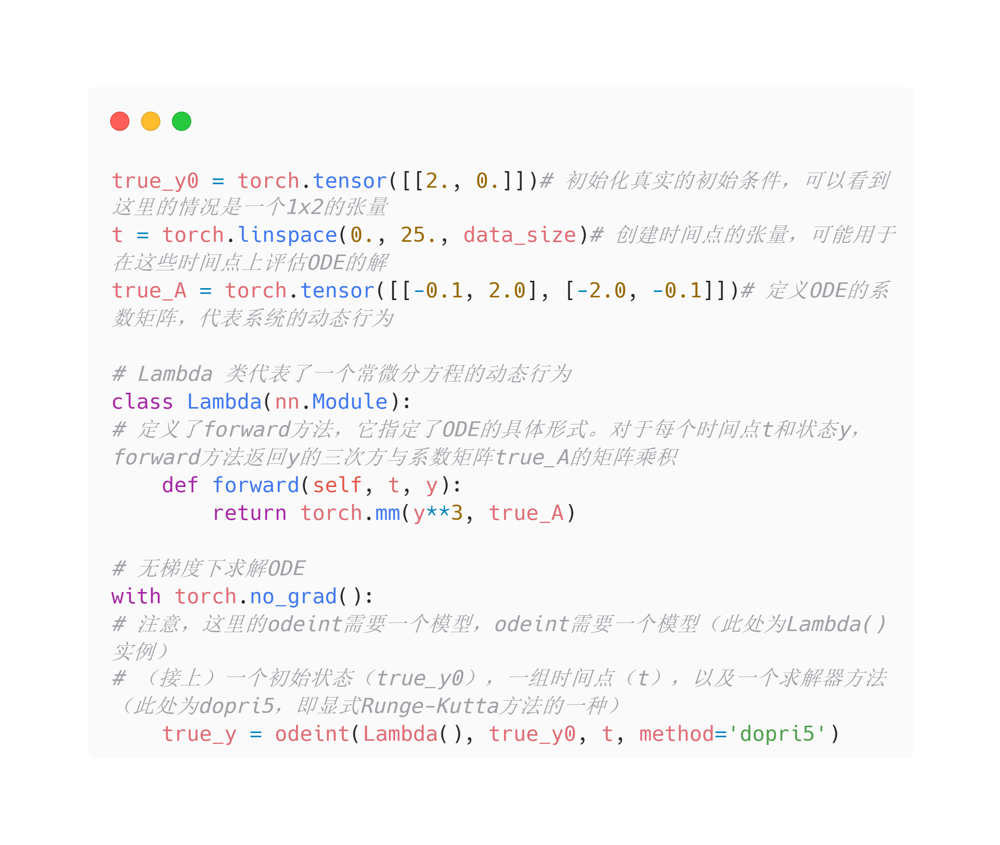 true_y0 = torch.tensor([[2., 0.]])# 初始化真实的初始条件，可以看到
这里的情况是一个1x2的张量
t = torch.linspace(0., 25., data_size)# 创建时间点的张量，可能用于
在这些时间点上评估ODE的解
true_A = torch.tensor([[-0.1, 2.0], [-2.0, -0.1]])# 定义ODE的系
数矩阵，代表系统的动态行为

# Lambda 类代表了一个常微分方程的动态行为
class Lambda(nn.Module):
# 定义了forward方法，它指定了ODE的具体形式。对于每个时间点t和状态y，
forward方法返回y的三次方与系数矩阵true_A的矩阵乘积
    def forward(self, t, y):
        return torch.mm(y**3, true_A)

# 无梯度下求解ODE
with torch.no_grad():
# 注意，这里的odeint需要一个模型，odeint需要一个模型（此处为Lambda()
实例）
# （接上）一个初始状态（true_y0），一组时间点（t），以及一个求解器方法
（此处为dopri5，即显式Runge-Kutta方法的一种）
    true_y = odeint(Lambda(), true_y0, t, method='dopri5')